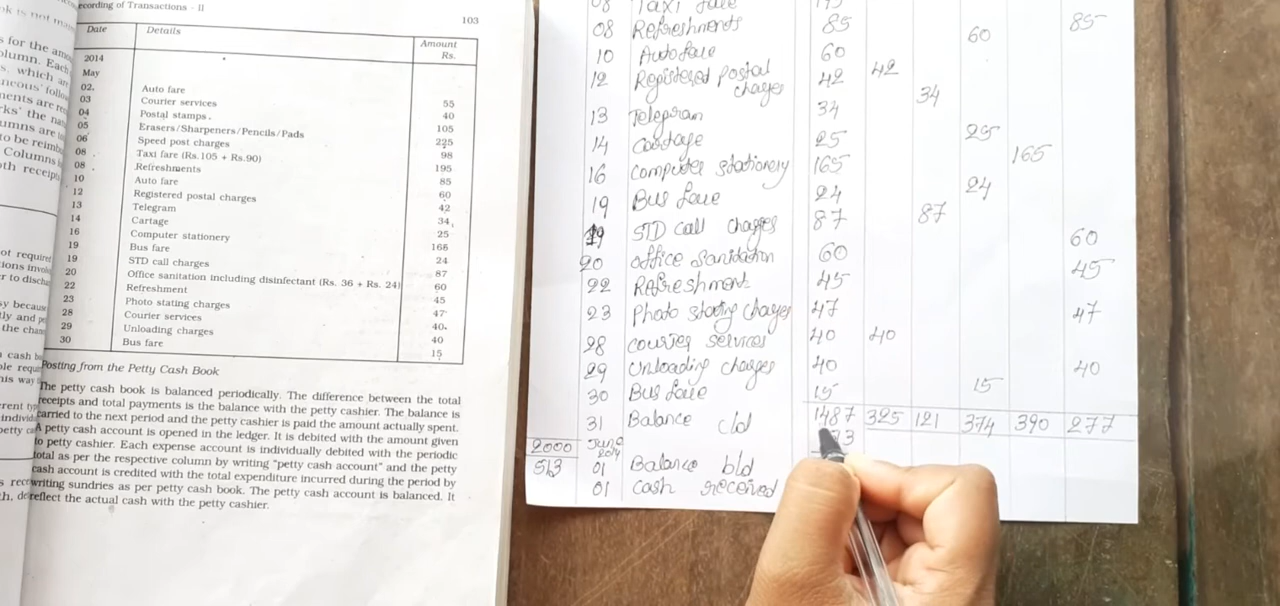 ecording of Transactions - II
103
Date Details Amount
Rs.
2014
May
02. Auto fare 55
03 Courier services 40
04 Postal stamps. 105
05 Erasers/Sharpeners/Pencils/Pads 225
06 Speed post charges 98
08. Taxi fare (Rs.105 + Rs.90) 195
08. Refreshments 85
10 Auto fare 60
12 Registered postal charges 42
13 Telegram 34
14 Cartage 25
16 Computer stationery 165
19 Bus fare 24
19 STD call charges 87
20 Office sanitation including disinfectant (Rs. 36 + Rs. 24) 60
22 Refreshment 45
23 Photo stating charges 47
28 Courier services 40
29 Unloading charges 40
30 Bus fare 15
Posting from the Petty Cash Book
The petty cash book is balanced periodically. The difference between the total
receipts and total payments is the balance with the petty cashier. The balance is
carried to the next period and the petty cashier is paid the amount actually spent.
A petty cash account is opened in the ledger. It is debited with the amount given
to petty cashier. Each expense account is individually debited with the periodic
total as per the respective column by writing "petty cash account" and the petty
cash account is credited with the total expenditure incurred during the period by
writing sundries as per petty cash book. The petty cash account is balanced. It
reflect the actual cash with the petty cashier.
08 Taxi fare 195
08 Refreshments 85 85
10 Auto fare 60 60
12 Registered Postal charges 42 42
13 Telegram 34 34
14 Cartage 25 25
16 Computer stationery 165 165
19 Bus fare 24 24
19 STD call charges 87 87
20 Office Sanitation 60 60
22 Refreshment 45 45
23 Photo stating charges 47 47
28 Courier services 40 40
29 Unloading charges 40 40
30 Bus fare 15 15
1487 325 121 374 390 277
31 Balance c/d 13
2000 June 2014
513 01 Balance b/d
01 Cash received